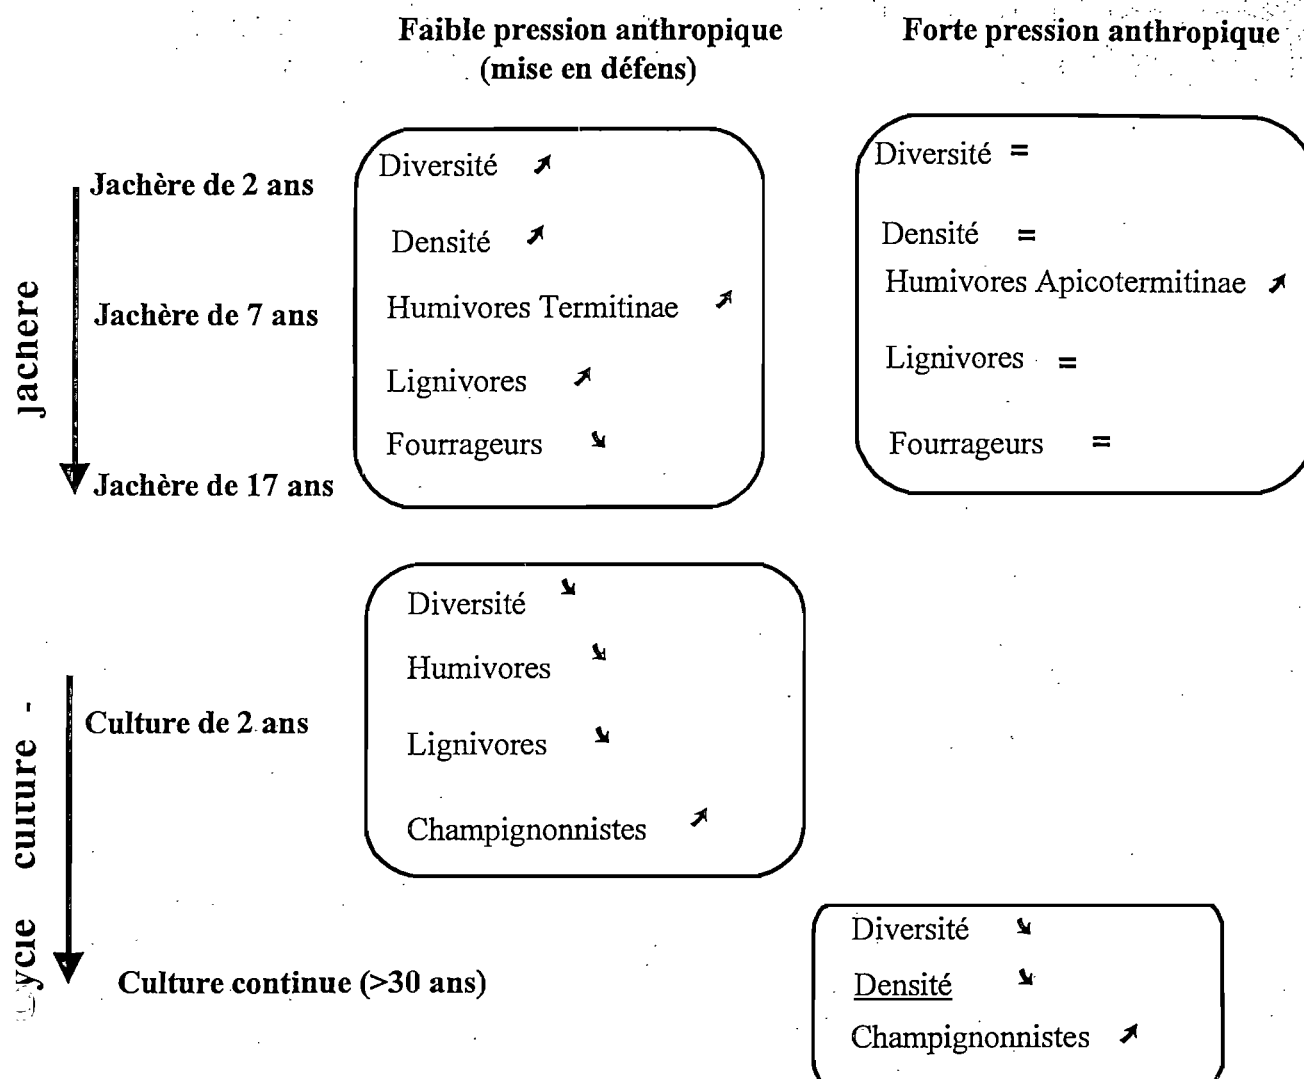 Faible pression anthropique
(mise en défens)
Forte pression anthropique
jachere
Jachère de 2 ans
Jachère de 7 ans
Jachère de 17 ans
Diversité ↗
Densité ↗
Humivores Termitinae ↗
Lignivores ↗
Fourrageurs ↘
Diversité =
Densité =
Humivores Apicotermitinae ↗
Lignivores =
Fourrageurs =
culture -
Culture de 2 ans
Culture continue (>30 ans)
Diversité ↘
Humivores ↘
Lignivores ↘
Champignonnistes ↗
Diversité ↘
Densité ↘
Champignonnistes ↗